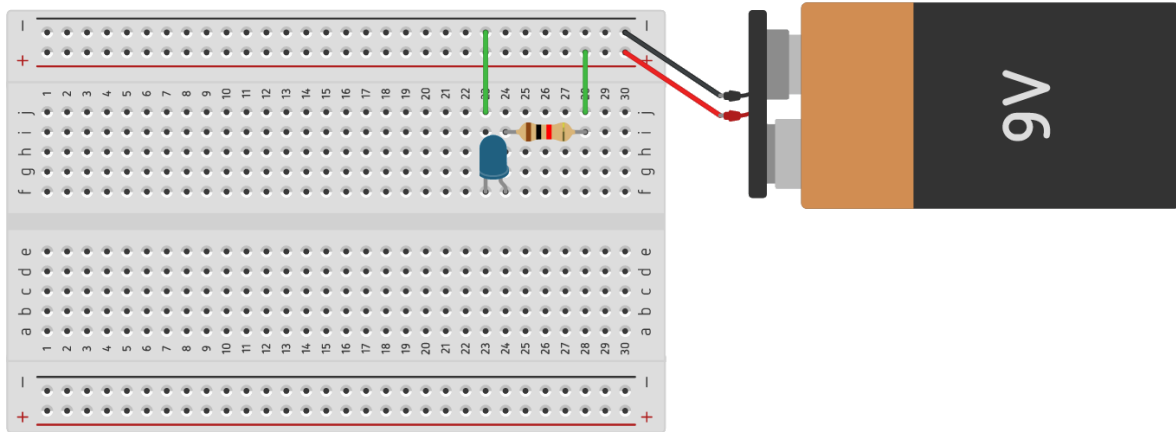 − −
+ +
1 2 3 4 5 6 7 8 9 10 11 12 13 14 15 16 17 18 19 20 21 22 24 25 26 27 28 29 30
j j
i i
h h
g g
f f
e e
d d
c c
b b
a a
1 2 3 4 5 6 7 8 9 10 11 12 13 14 15 16 17 18 19 20 21 22 23 24 25 26 27 28 29 30
− −
+ +
9V